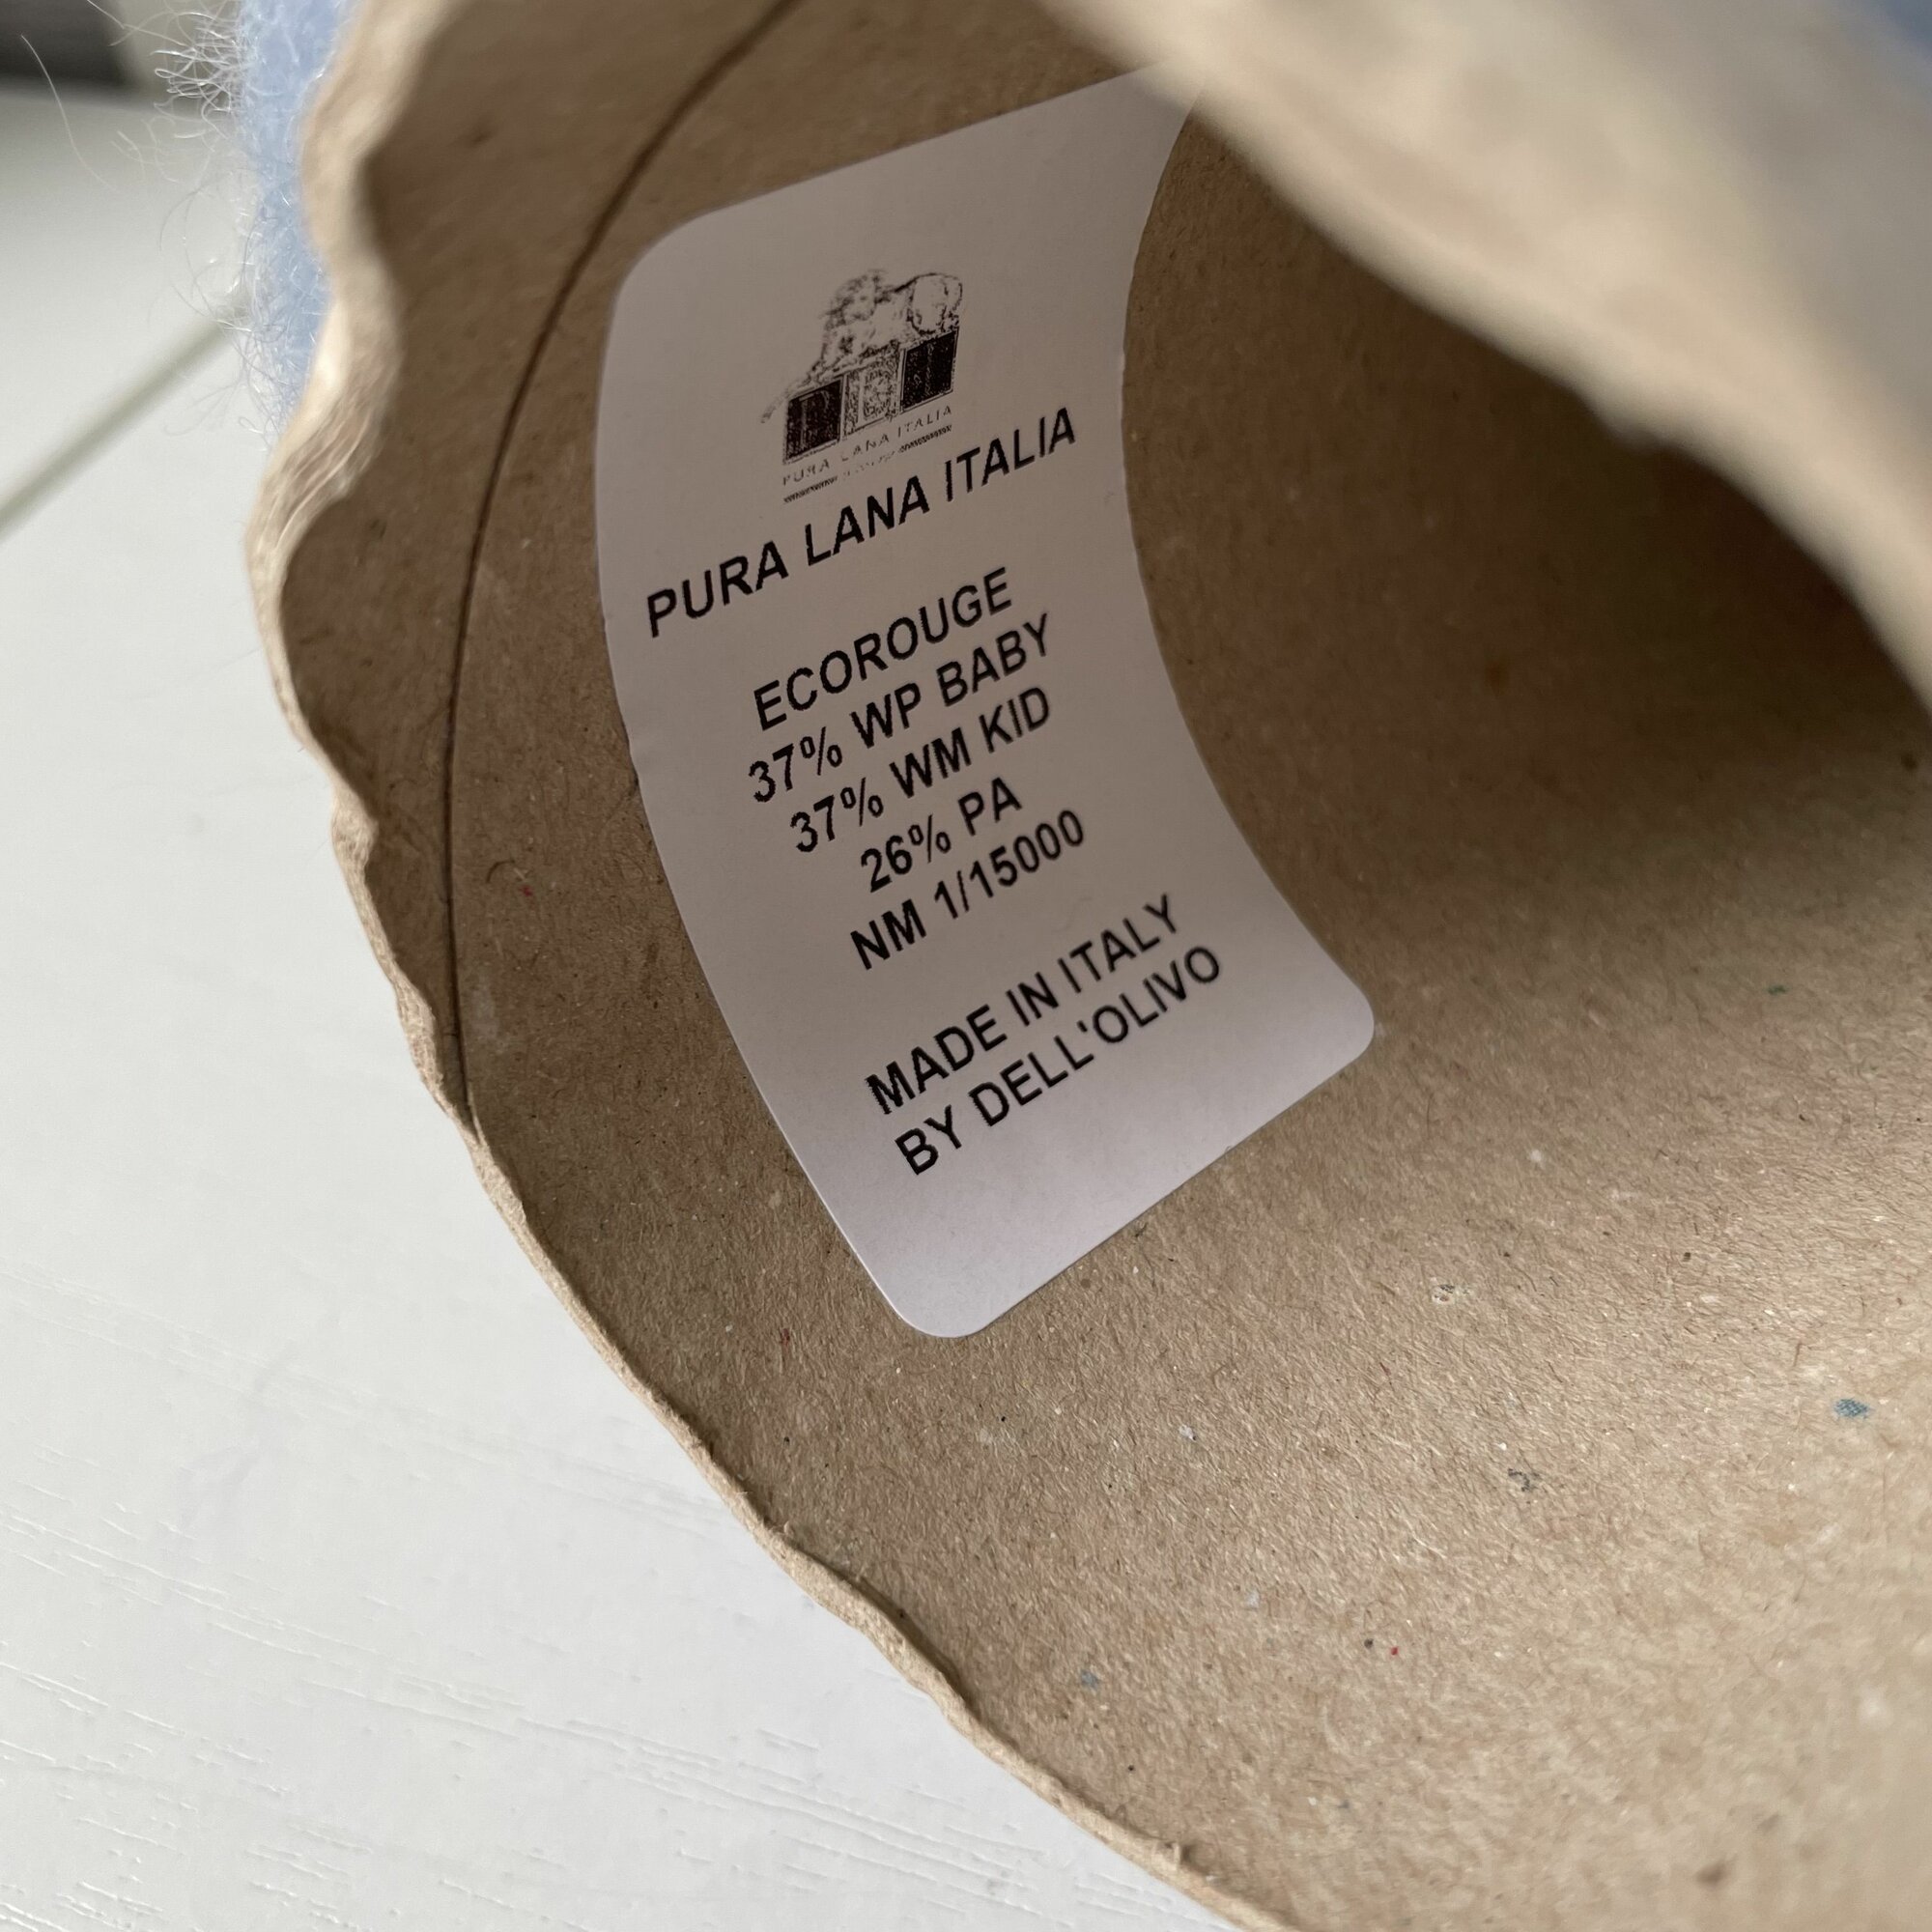 PURA LANA ITALIA
PURA LANA ITALIA
ECOROUGE
37% WP BABY
37% WM KID
26% PA
NM 1/15000
MADE IN ITALY
BY DELL'OLIVO